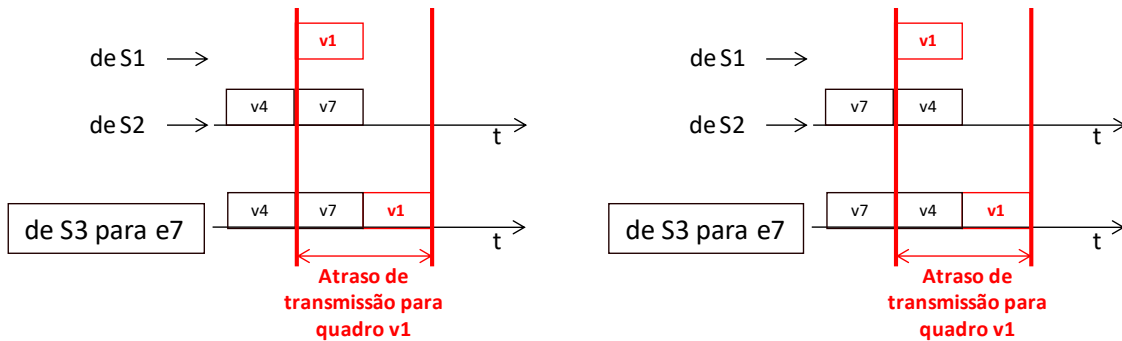 v1
de S1
v4
v7
de S2
t
v4
v7
v1
de S3 para e7
t
Atraso de
transmissão para
quadro v1
v1
de S1
v7
v4
de S2
t
v7
v4
v1
de S3 para e7
t
Atraso de
transmissão para
quadro v1